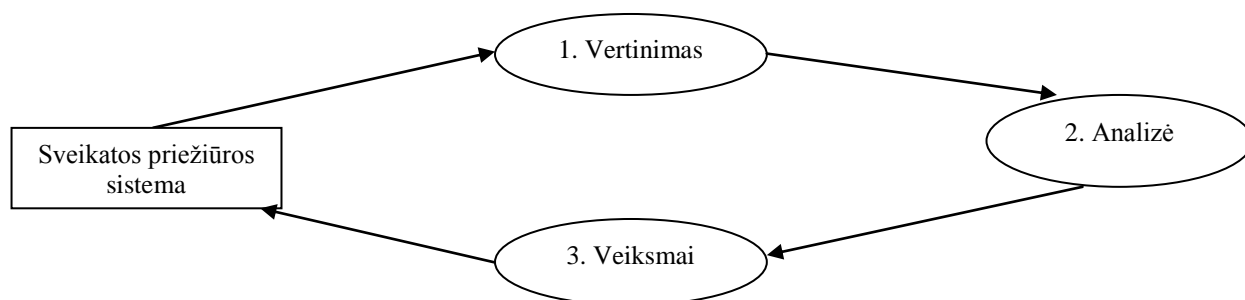 1. Vertinimas
2. Analizė
Sveikatos priežiūros
sistema
3. Veiksmai